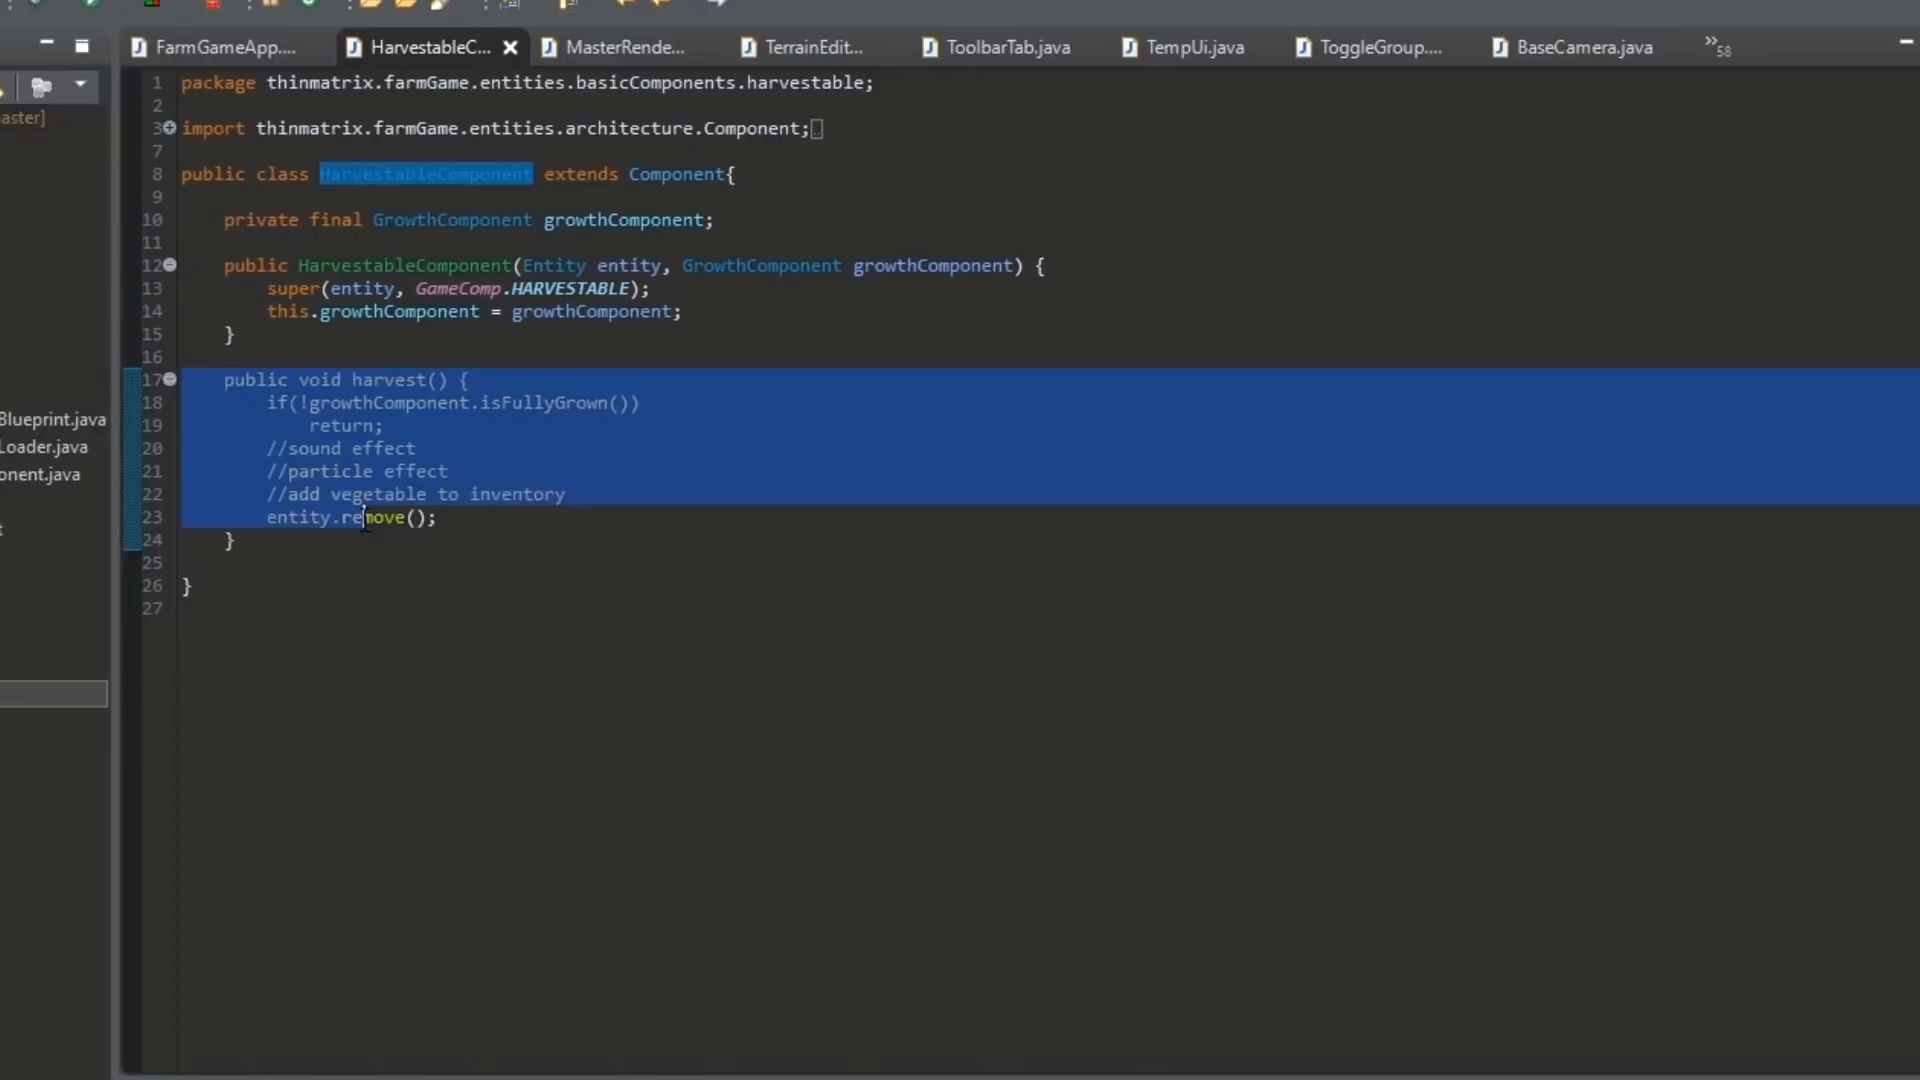 FarmGameApp....
HarvestableC...
MasterRende...
TerrainEdit...
ToolbarTab.java
TempUi.java
ToggleGroup....
BaseCamera.java
»58
aster]
Blueprint.java
Loader.java
onent.java
t
1 package thinmatrix.farmGame.entities.basicComponents.harvestable;
2
3 import thinmatrix.farmGame.entities.architecture.Component;
7
8 public class HarvestableComponent extends Component{
9
10 private final GrowthComponent growthComponent;
11
12 public HarvestableComponent(Entity entity, GrowthComponent growthComponent) {
13 super(entity, GameComp.HARVESTABLE);
14 this.growthComponent = growthComponent;
15 }
16
17 public void harvest() {
18 if(!growthComponent.isFullyGrown())
19 return;
20 //sound effect
21 //particle effect
22 //add vegetable to inventory
23 entity.remove();
24 }
25
26 }
27